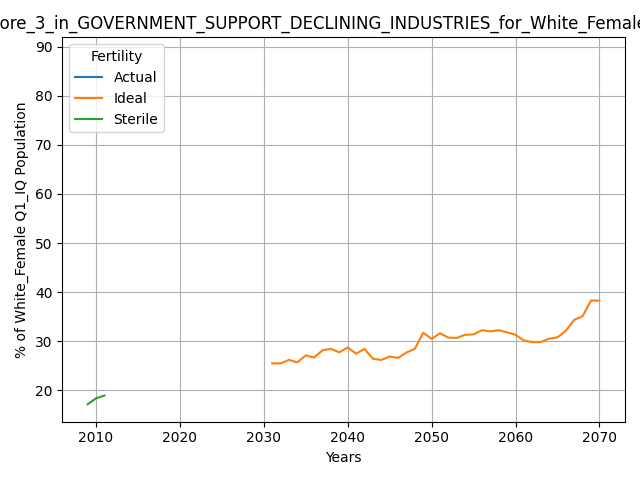 ore_3_in_GOVERNMENT_SUPPORT_DECLINING_INDUSTRIES_for_White_Female
Fertility
Actual
Ideal
Sterile
% of White_Female Q1_IQ Population
90
80
70
60
50
40
30
20
2010 2020 2030 2040 2050 2060 2070
Years